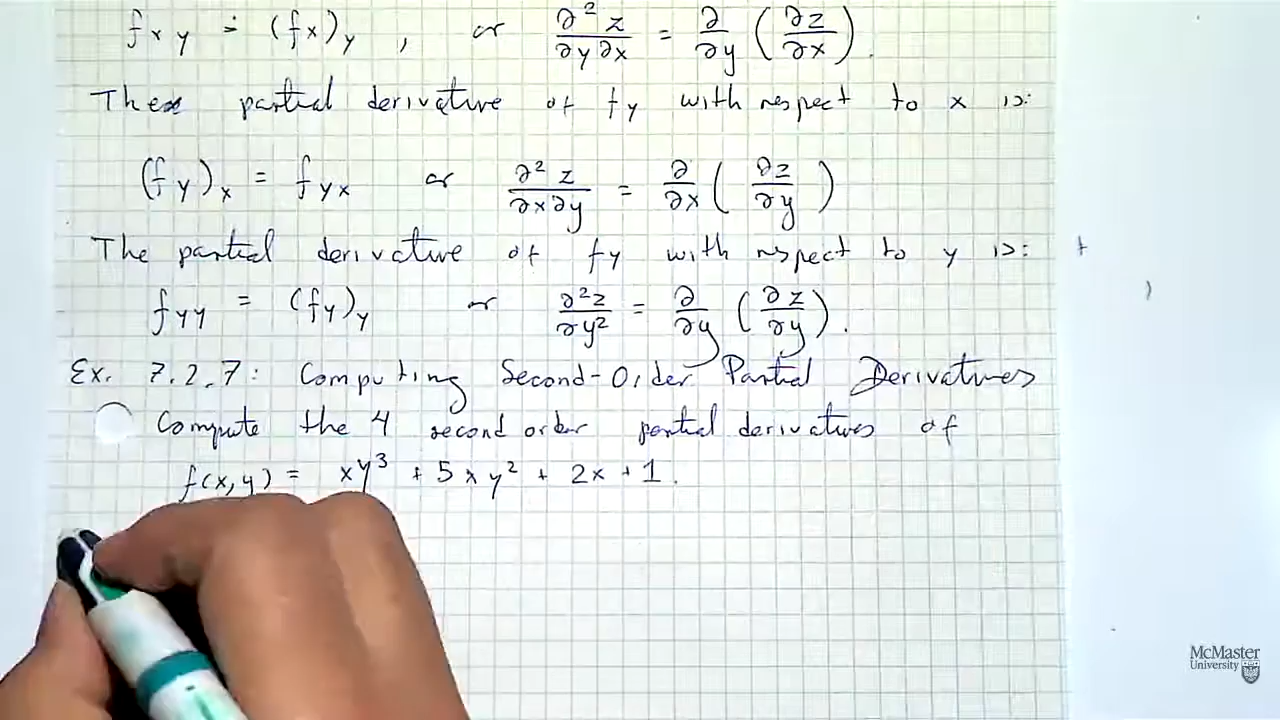 fxy = (fx)y , or ∂²z/∂y∂x = ∂/∂y (∂z/∂x).
The partial derivative of fy with respect to x is:
(fy)x = fyx or ∂²z/∂x∂y = ∂/∂x (∂z/∂y)
The partial derivative of fy with respect to y is:
fyy = (fy)y or ∂²z/∂y² = ∂/∂y (∂z/∂y).
Ex. 7.2.7: Computing Second-Order Partial Derivatives
Compute the 4 second order partial derivatives of
f(x,y) = xy³ + 5xy² + 2x + 1.
McMaster
University